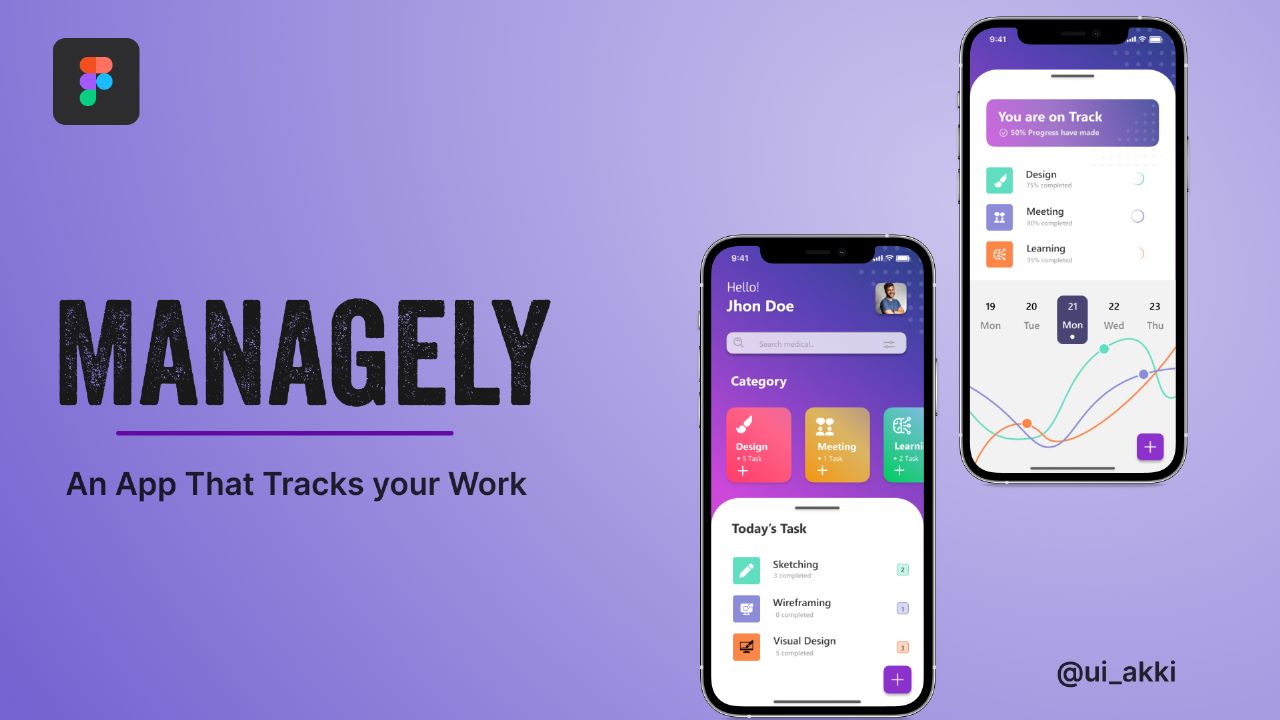 MANAGELY
An App That Tracks your Work
9:41
Hello!
Jhon Doe
Search medical..
Category
Design
• 5 Task
Meeting
• 1 Task
Learni
• 2 Task
Today's Task
Sketching
3 completed
2
Wireframing
0 completed
1
Visual Design
5 completed
3
9:41
You are on Track
50% Progress have made
Design
75% completed
Meeting
80% completed
Learning
35% completed
19 20 21 22 23
Mon Tue Mon Wed Thu
@ui_akki